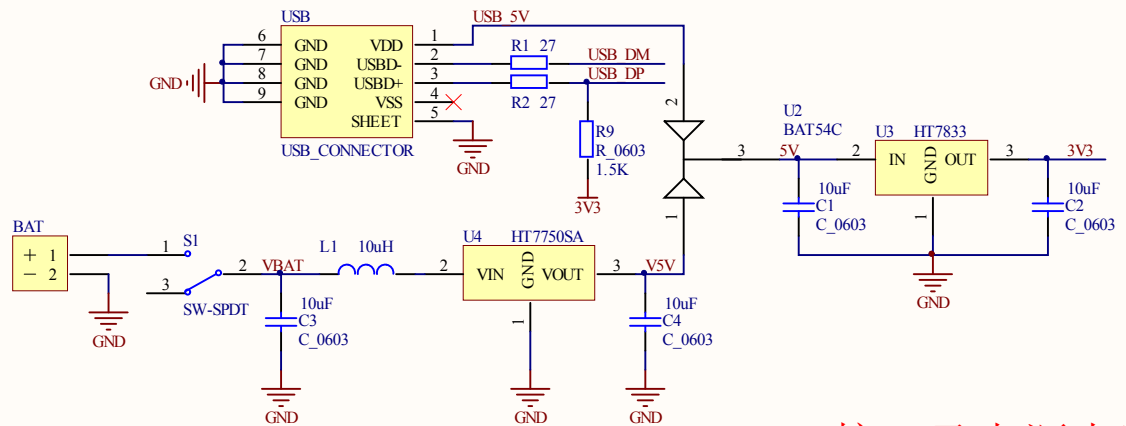 USB
USB_5V
6 GND VDD 1
7 GND USBD- 2
8 GND USBD+ 3
9 GND VSS 4
SHEET 5
USB_CONNECTOR
GND
GND
R1 27
USB_DM
USB_DP
R2 27
R9
R_0603
1.5K
3V3
2
3
1
U2
BAT54C
5V
10uF
C1
C_0603
U3 HT7833
2 IN GND OUT 3
1
3V3
10uF
C2
C_0603
GND
BAT
+ 1
- 2
GND
S1
1
2
3
SW-SPDT
VBAT
10uF
C3
C_0603
GND
L1 10uH
U4 HT7750SA
2 VIN GND VOUT 3
1
GND
V5V
10uF
C4
C_0603
GND